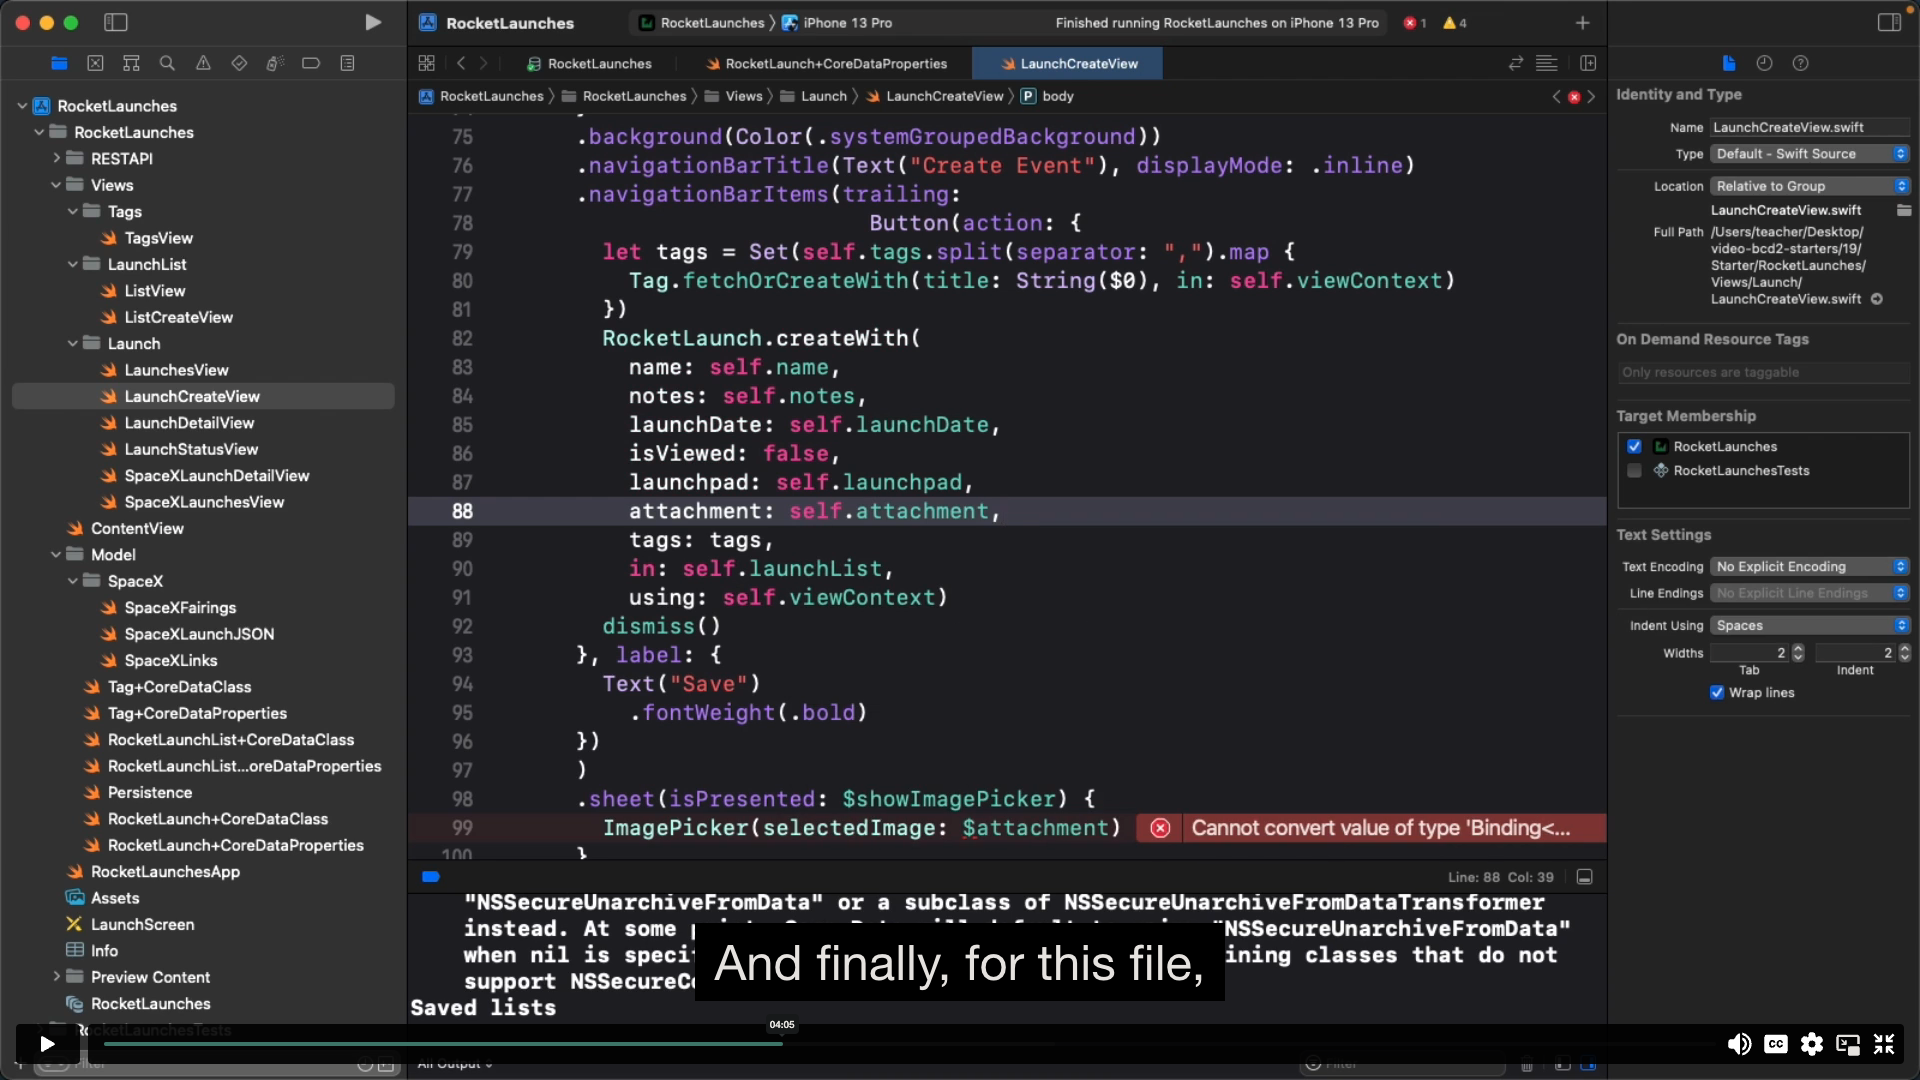 RocketLaunches
RocketLaunches
iPhone 13 Pro
Finished running RocketLaunches on iPhone 13 Pro
1
4
RocketLaunches
RocketLaunch+CoreDataProperties
LaunchCreateView
RocketLaunches
RocketLaunches
Views
Launch
LaunchCreateView
P
body
RocketLaunches
RocketLaunches
RESTAPI
Views
Tags
TagsView
LaunchList
ListView
ListCreateView
Launch
LaunchesView
LaunchCreateView
LaunchDetailView
LaunchStatusView
SpaceXLaunchDetailView
SpaceXLaunchesView
ContentView
Model
SpaceX
SpaceXFairings
SpaceXLaunchJSON
SpaceXLinks
Tag+CoreDataClass
Tag+CoreDataProperties
RocketLaunchList+CoreDataClass
RocketLaunchList...oreDataProperties
Persistence
RocketLaunch+CoreDataClass
RocketLaunch+CoreDataProperties
RocketLaunchesApp
Assets
LaunchScreen
Info
Preview Content
RocketLaunches
RocketLaunchesTests
Filter
75 .background(Color(.systemGroupedBackground))
76 .navigationBarTitle(Text("Create Event"), displayMode: .inline)
77 .navigationBarItems(trailing:
78 Button(action: {
79 let tags = Set(self.tags.split(separator: ",").map {
80 Tag.fetchOrCreateWith(title: String($0), in: self.viewContext)
81 })
82 RocketLaunch.createWith(
83 name: self.name,
84 notes: self.notes,
85 launchDate: self.launchDate,
86 isViewed: false,
87 launchpad: self.launchpad,
88 attachment: self.attachment,
89 tags: tags,
90 in: self.launchList,
91 using: self.viewContext)
92 dismiss()
93 }, label: {
94 Text("Save")
95 .fontWeight(.bold)
96 })
97 )
98 .sheet(isPresented: $showImagePicker) {
99 ImagePicker(selectedImage: $attachment) Cannot convert value of type 'Binding<...
100 }
Line: 88 Col: 39
"NSSecureUnarchiveFromData" or a subclass of NSSecureUnarchiveFromDataTransformer
instead. At some "NSSecureUnarchiveFromData"
when nil is speci ining classes that do not
support NSSecureCo
Saved lists
And finally, for this file,
04:05
All Output
Filter
CC
Identity and Type
Name LaunchCreateView.swift
Type Default - Swift Source
Location Relative to Group
LaunchCreateView.swift
Full Path /Users/teacher/Desktop/
video-bcd2-starters/19/
Starter/RocketLaunches/
Views/Launch/
LaunchCreateView.swift
On Demand Resource Tags
Only resources are taggable
Target Membership
RocketLaunches
RocketLaunchesTests
Text Settings
Text Encoding No Explicit Encoding
Line Endings No Explicit Line Endings
Indent Using Spaces
Widths 2 2
Tab Indent
Wrap lines